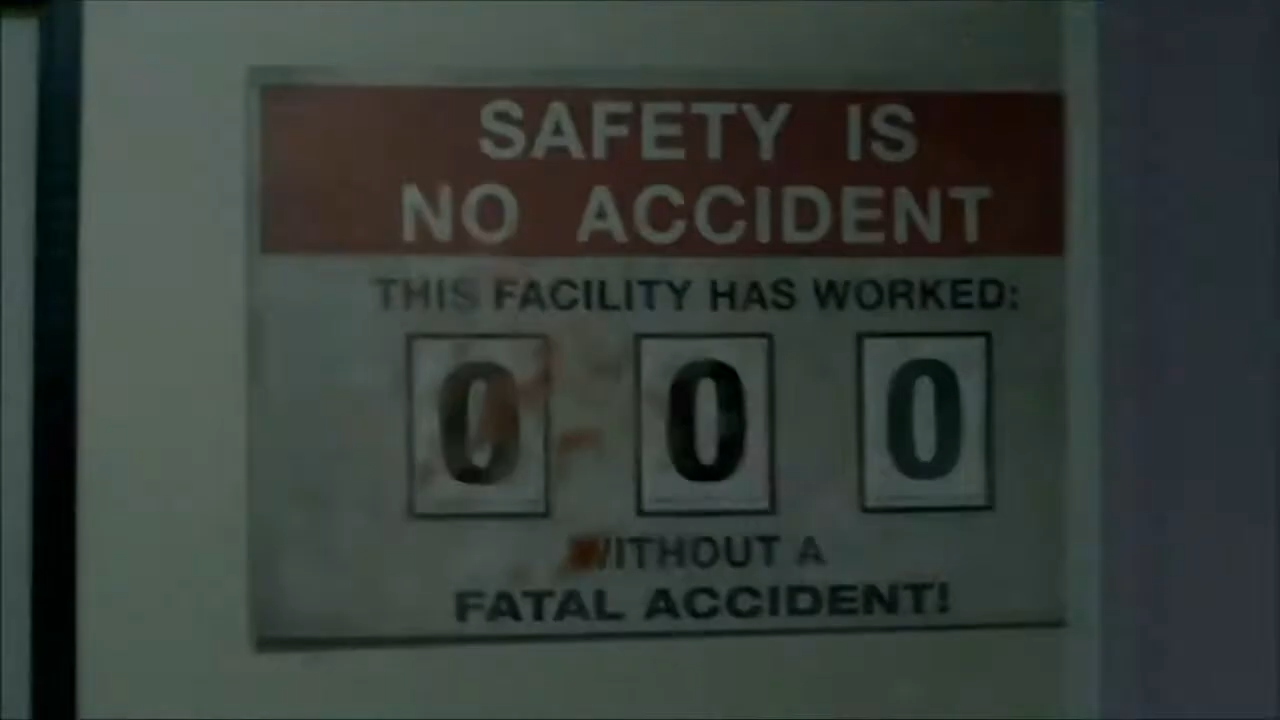 SAFETY IS
NO ACCIDENT
THIS FACILITY HAS WORKED:
0 0 0
WITHOUT A
FATAL ACCIDENT!